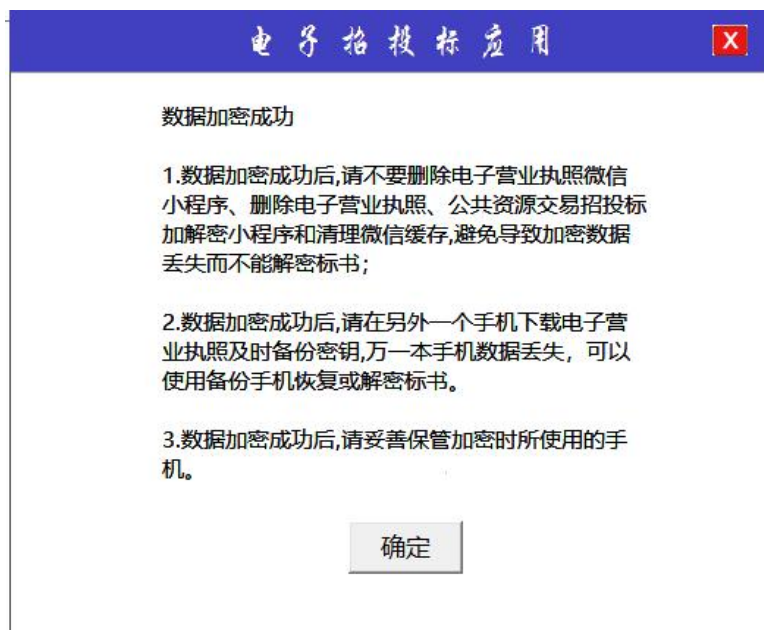 电子招投标应用
X
数据加密成功
1.数据加密成功后,请不要删除电子营业执照微信
小程序、删除电子营业执照、公共资源交易招投标
加解密小程序和清理微信缓存,避免导致加密数据
丢失而不能解密标书;
2.数据加密成功后,请在另外一个手机下载电子营
业执照及时备份密钥,万一本手机数据丢失，可以
使用备份手机恢复或解密标书。
3.数据加密成功后,请妥善保管加密时所使用的手
机。
确定